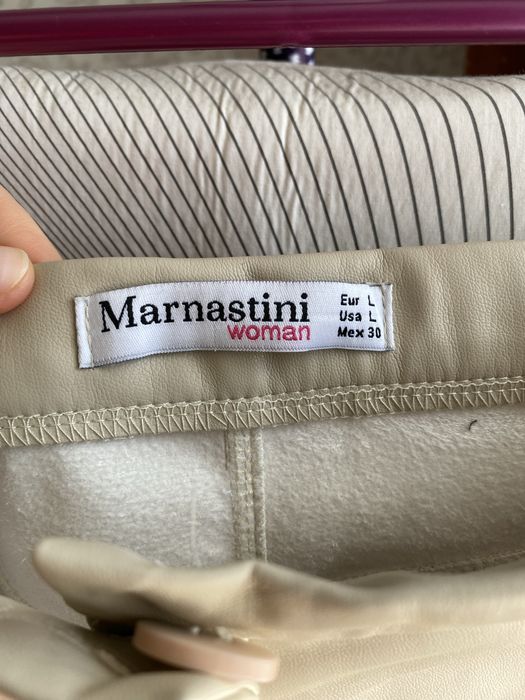 Marnastini
woman
Eur L
Usa L
Mex 30